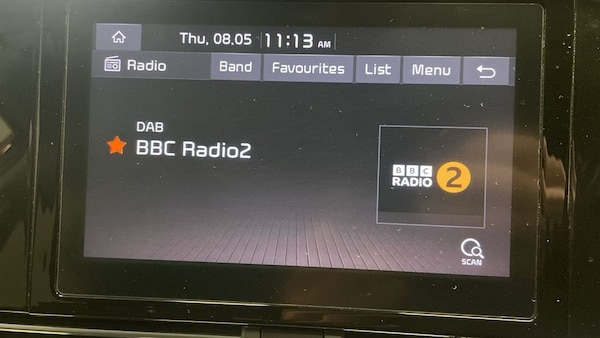 Thu, 08.05 11:13 AM
Radio Band Favourites List Menu
DAB
BBC Radio2
BBC
RADIO 2
SCAN